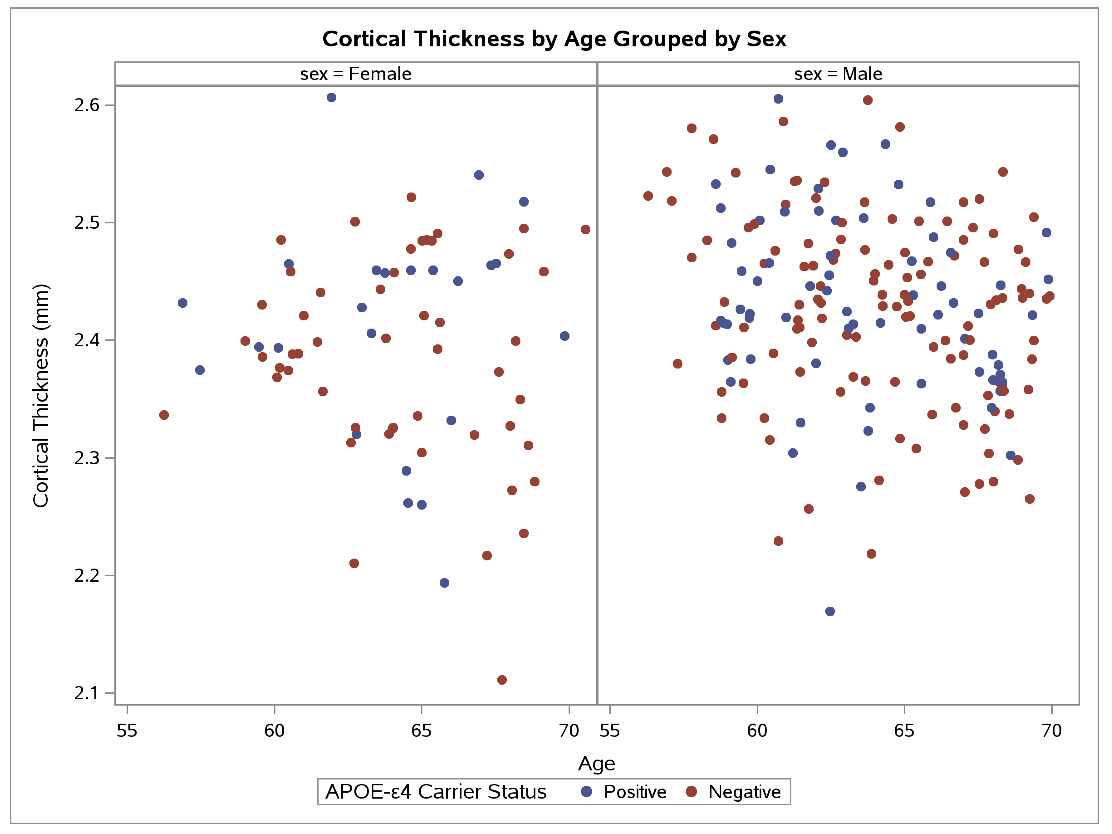 Cortical Thickness by Age Grouped by Sex
sex = Female
sex = Male
2.6
2.5
2.4
2.3
2.2
2.1
Cortical Thickness (mm)
55 60 65 70 55 60 65 70
Age
APOE-ε4 Carrier Status Positive Negative